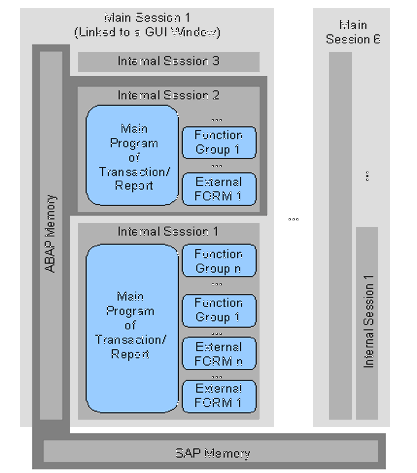 Main Session 1
(Linked to a GUI Window)
Internal Session 3
Internal Session 2
Main
Program
of
Transaction/
Report
...
Function
Group 1
...
External
FORM 1
Internal Session 1
Main
Program
of
Transaction/
Report
Function
Group n
...
Function
Group 1
External
FORM n
...
External
FORM 1
ABAP Memory
...
Main
Session 6
...
Internal Session 1
SAP Memory